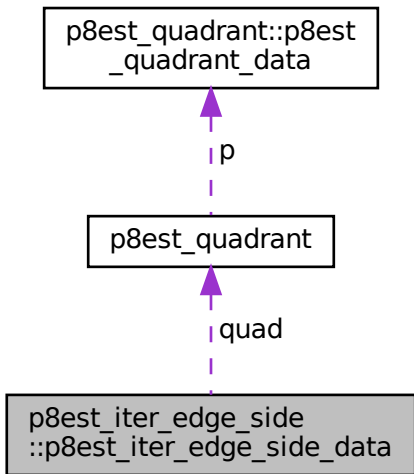 p8est_quadrant::p8est
_quadrant_data
p
p8est_quadrant
quad
p8est_iter_edge_side
::p8est_iter_edge_side_data